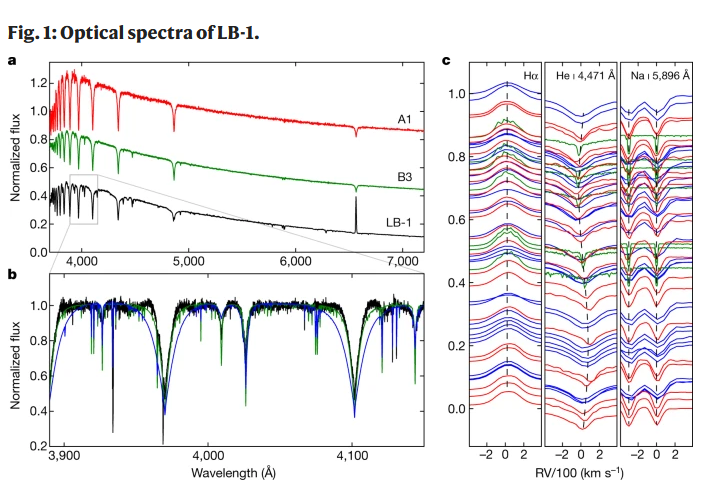 Fig. 1: Optical spectra of LB-1.
a
1.2
1.0
0.8
0.6
0.4
0.2
0.0
Normalized flux
A1
B3
LB-1
4,000 5,000 6,000 7,000
b
1.0
0.8
0.6
0.4
0.2
Normalized flux
3,900 4,000 4,100
Wavelength (Å)
c
Hα He I 4,471 Å Na I 5,896 Å
1.0
0.8
0.6
0.4
0.2
0.0
−2 0 2 −2 0 2 −2 0 2
RV/100 (km s−1)